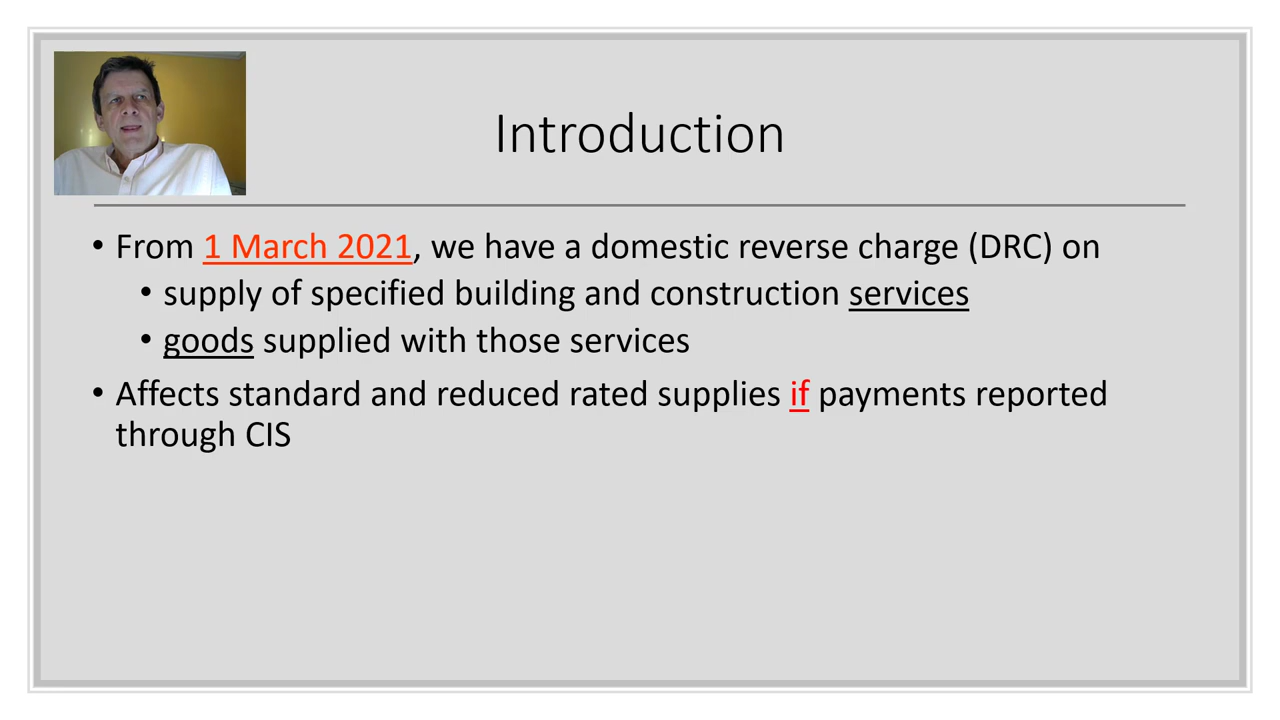 Introduction
• From 1 March 2021, we have a domestic reverse charge (DRC) on
• supply of specified building and construction services
• goods supplied with those services
• Affects standard and reduced rated supplies if payments reported
through CIS